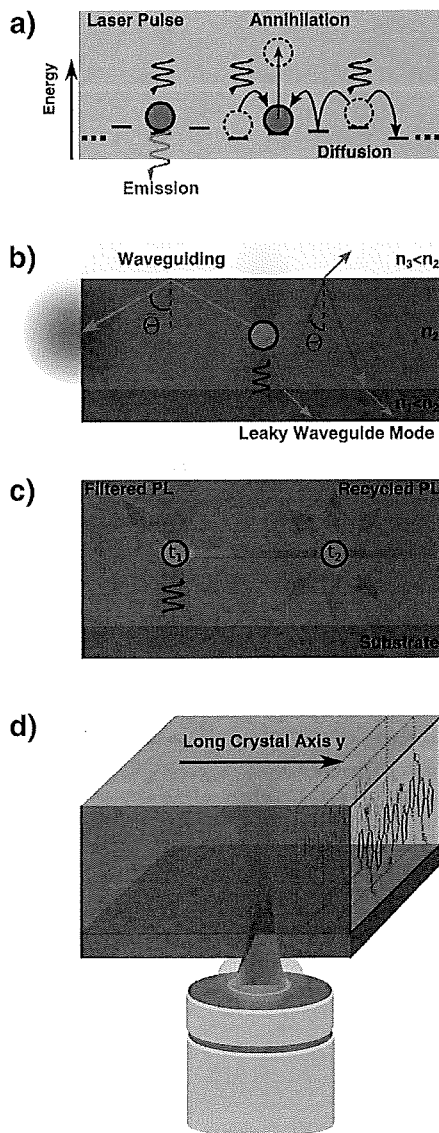 a) Laser Pulse Annihilation
Energy
Diffusion
Emission
b) Waveguiding n₃<n₂
Θ Θ n₂
n₁<n₂
Leaky Waveguide Mode
c) Filtered PL Recycled PL
t₁ t₂
Substrate
d) Long Crystal Axis y